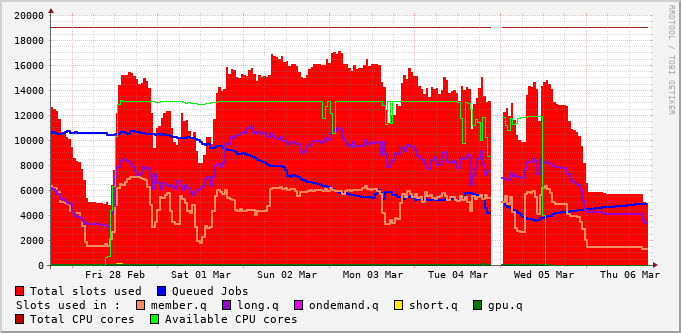 20000
18000
16000
14000
12000
10000
8000
6000
4000
2000
0
Fri 28 Feb Sat 01 Mar Sun 02 Mar Mon 03 Mar Tue 04 Mar Wed 05 Mar Thu 06 Mar
RRDTOOL / TOBI OETIKER
Total slots used Queued Jobs
Slots used in : member.q long.q ondemand.q short.q gpu.q
Total CPU cores Available CPU cores